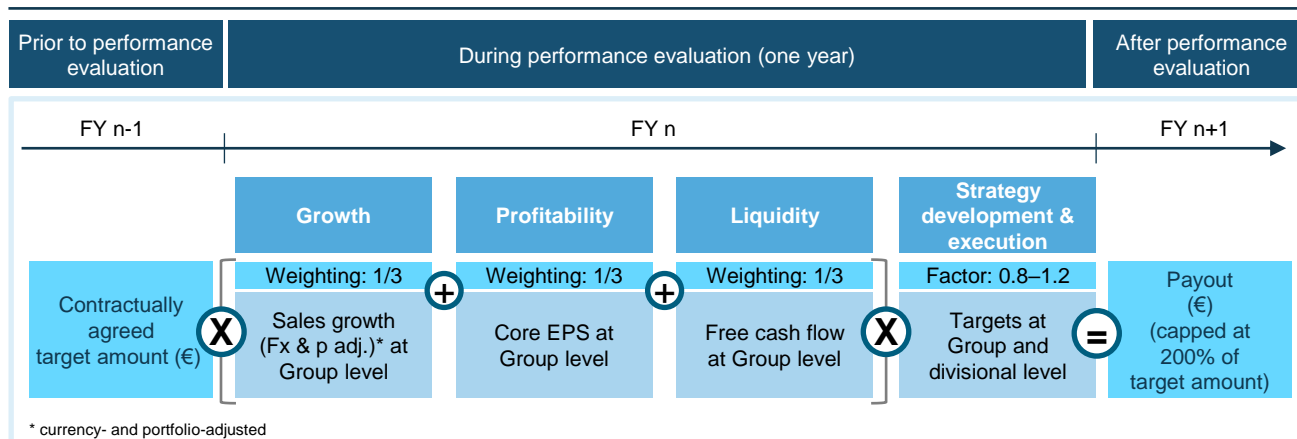 Prior to performance
evaluation
During performance evaluation (one year)
After performance
evaluation
FY n-1
FY n
FY n+1
Growth
Profitability
Liquidity
Strategy
development &
execution
Weighting: 1/3
Weighting: 1/3
Weighting: 1/3
Factor: 0.8–1.2
Contractually
agreed
target amount (€)
X
Sales growth
(Fx & p adj.)* at
Group level
+
Core EPS at
Group level
+
Free cash flow
at Group level
X
Targets at
Group and
divisional level
=
Payout
(€)
(capped at
200% of
target amount)
* currency- and portfolio-adjusted